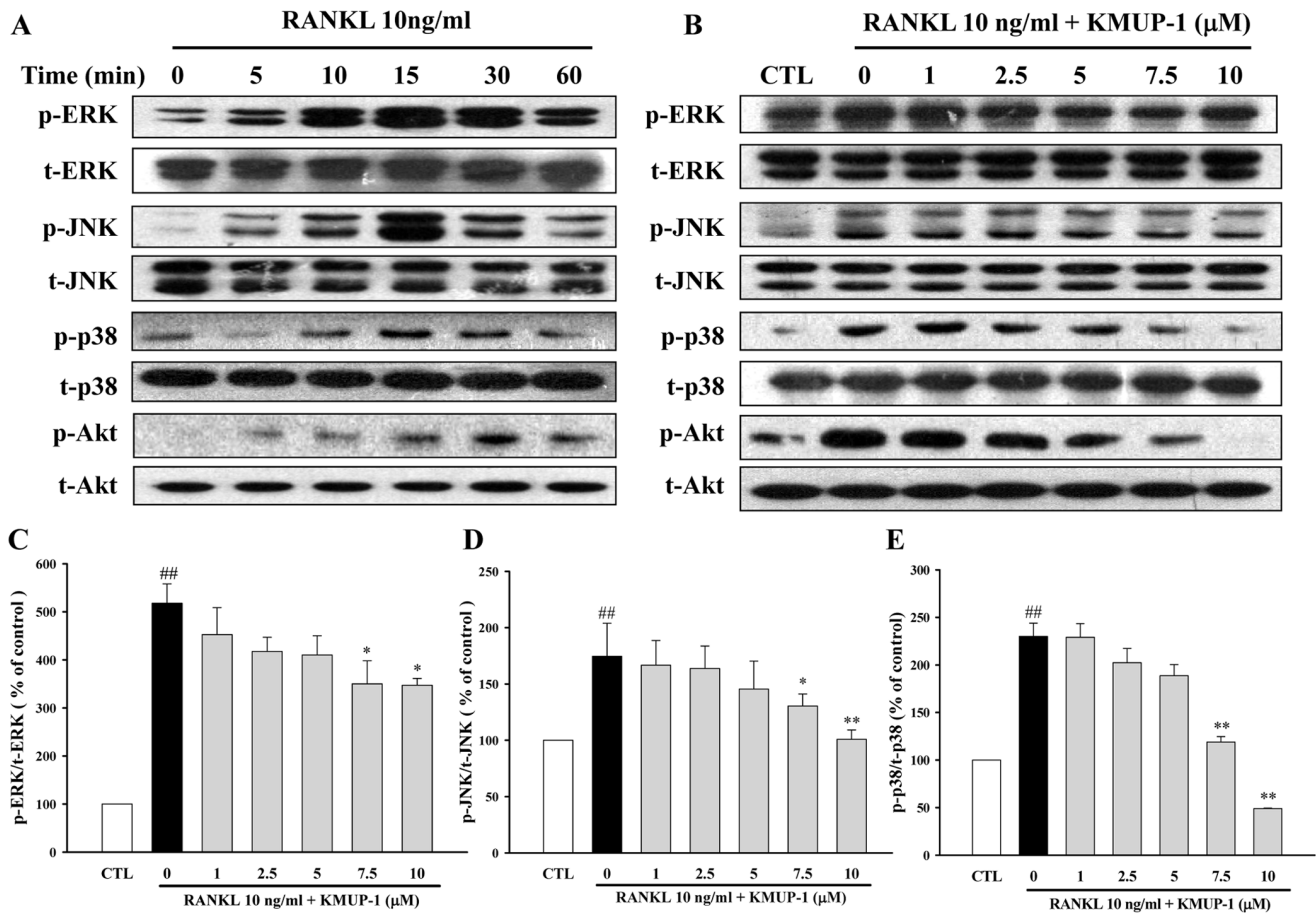 A
RANKL 10ng/ml
Time (min) 0 5 10 15 30 60
p-ERK
t-ERK
p-JNK
t-JNK
p-p38
t-p38
p-Akt
t-Akt
B
RANKL 10 ng/ml + KMUP-1 (μM)
CTL 0 1 2.5 5 7.5 10
p-ERK
t-ERK
p-JNK
t-JNK
p-p38
t-p38
p-Akt
t-Akt
C
p-ERK/t-ERK ( % of control )
600
500
400
300
200
100
0
##
*
*
CTL 0 1 2.5 5 7.5 10
RANKL 10 ng/ml + KMUP-1 (μM)
D
p-JNK/t-JNK ( % of control )
250
200
150
100
50
0
##
*
**
CTL 0 1 2.5 5 7.5 10
RANKL 10 ng/ml + KMUP-1 (μM)
E
p-p38/t-p38 (% of control)
300
250
200
150
100
50
0
##
**
**
CTL 0 1 2.5 5 7.5 10
RANKL 10 ng/ml + KMUP-1 (μM)